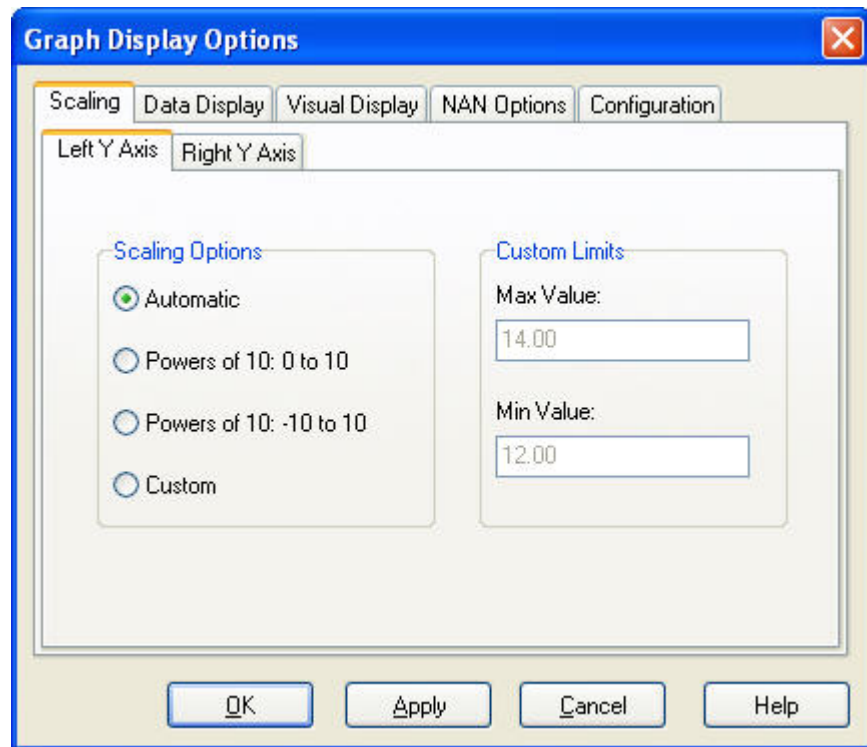 Graph Display Options
Scaling Data Display Visual Display NAN Options Configuration
Left Y Axis Right Y Axis
Scaling Options
Automatic
Powers of 10: 0 to 10
Powers of 10: -10 to 10
Custom
Custom Limits
Max Value:
14.00
Min Value:
12.00
OK Apply Cancel Help